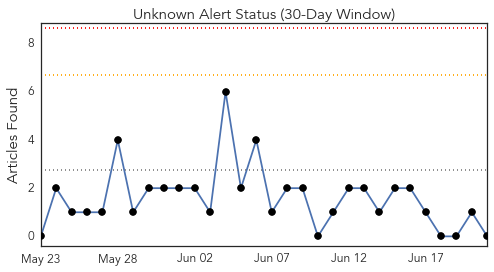 Unknown Alert Status (30-Day Window)
Articles Found
8
6
4
2
0
May 23 May 28 Jun 02 Jun 07 Jun 12 Jun 17